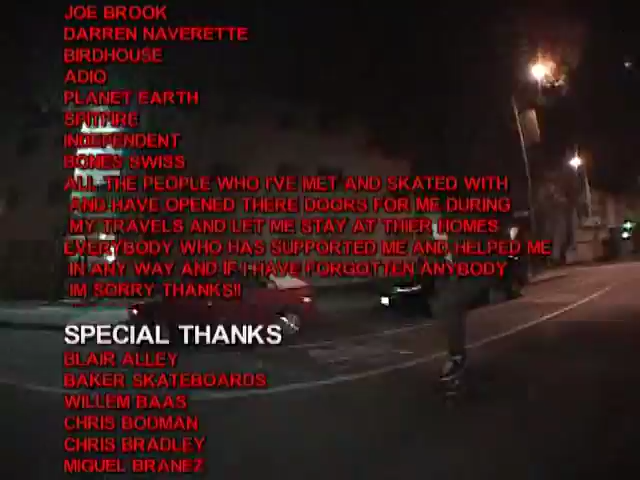 JOE BROOK
DARREN NAVERETTE
BIRDHOUSE
ADIO
PLANET EARTH
SPITFIRE
INDEPENDENT
BONES SWISS
ALL THE PEOPLE WHO I'VE MET AND SKATED WITH
AND HAVE OPENED THERE DOORS FOR ME DURING
MY TRAVELS AND LET ME STAY AT THIER HOMES
EVERYBODY WHO HAS SUPPORTED ME AND HELPED ME
IN ANY WAY AND IF I HAVE FORGOTTEN ANYBODY
IM SORRY THANKS!!
SPECIAL THANKS
BLAIR ALLEY
BAKER SKATEBOARDS
WILLEM BAAS
CHRIS BODMAN
CHRIS BRADLEY
MIGUEL BRANEZ